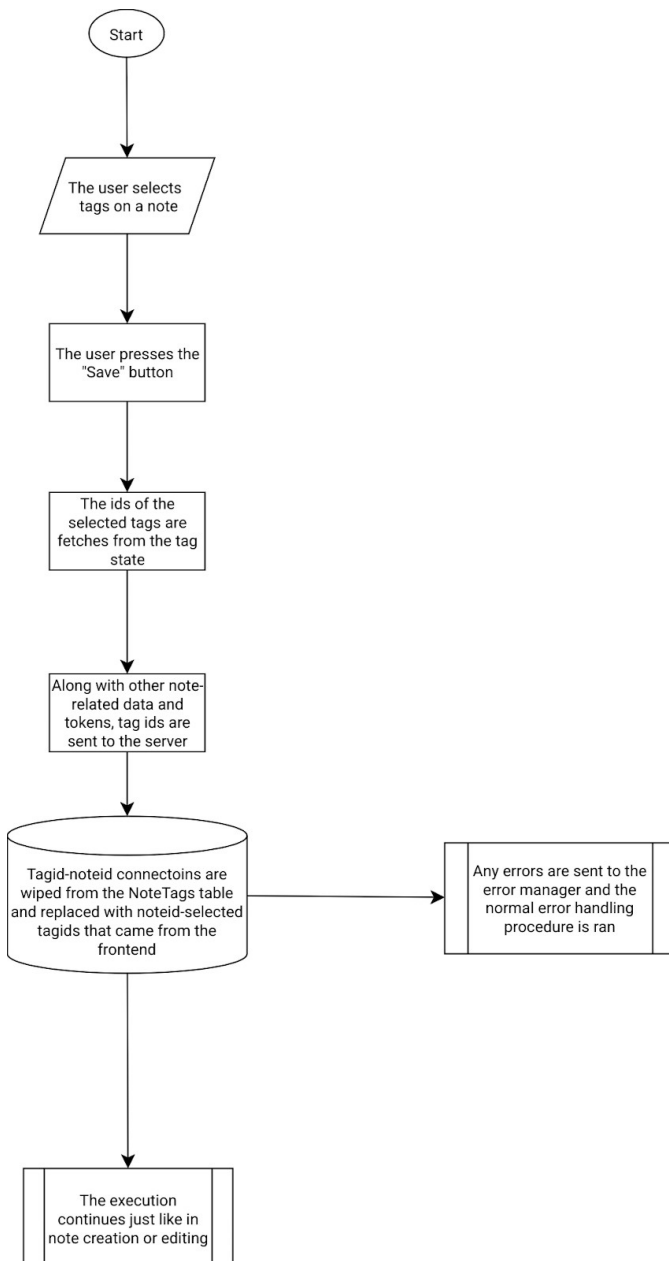 Start
The user selects
tags on a note
The user presses the
"Save" button
The ids of the
selected tags are
fetches from the tag
state
Along with other note-
related data and
tokens, tag ids are
sent to the server
Tagid-noteid connectoins are
wiped from the NoteTags table
and replaced with noteid-selected
tagids that came from the
frontend
Any errors are sent to the
error manager and the
normal error handling
procedure is ran
The execution
continues just like in
note creation or editing